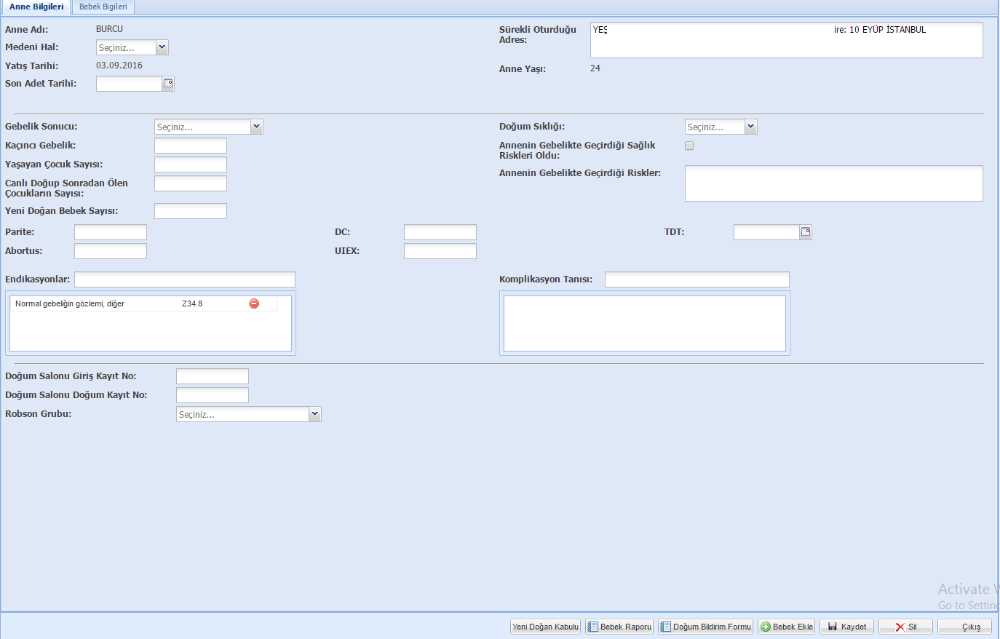 Anne Bilgileri
Bebek Bigileri
Anne Adı: BURCU
Sürekli Oturduğu Adres: YEŞ ire: 10 EYÜP İSTANBUL
Medeni Hal: Seçiniz...
Yatış Tarihi: 03.09.2016
Anne Yaşı: 24
Son Adet Tarihi:
Gebelik Sonucu: Seçiniz...
Doğum Sıklığı: Seçiniz...
Kaçıncı Gebelik:
Annenin Gebelikte Geçirdiği Sağlık
Riskleri Oldu:
Yaşayan Çocuk Sayısı:
Annenin Gebelikte Geçirdiği Riskler:
Canlı Doğup Sonradan Ölen
Çocukların Sayısı:
Yeni Doğan Bebek Sayısı:
Parite:
DC:
TDT:
Abortus:
UIEX:
Endikasyonlar:
Komplikasyon Tanısı:
Normal gebeliğin gözlemi, diğer Z34.8
Doğum Salonu Giriş Kayıt No:
Doğum Salonu Doğum Kayıt No:
Robson Grubu: Seçiniz...
Activate
Go to Setting
Yeni Doğan Kabulu
Bebek Raporu
Doğum Bildirim Formu
Bebek Ekle
Kaydet
Sil
Çıkış